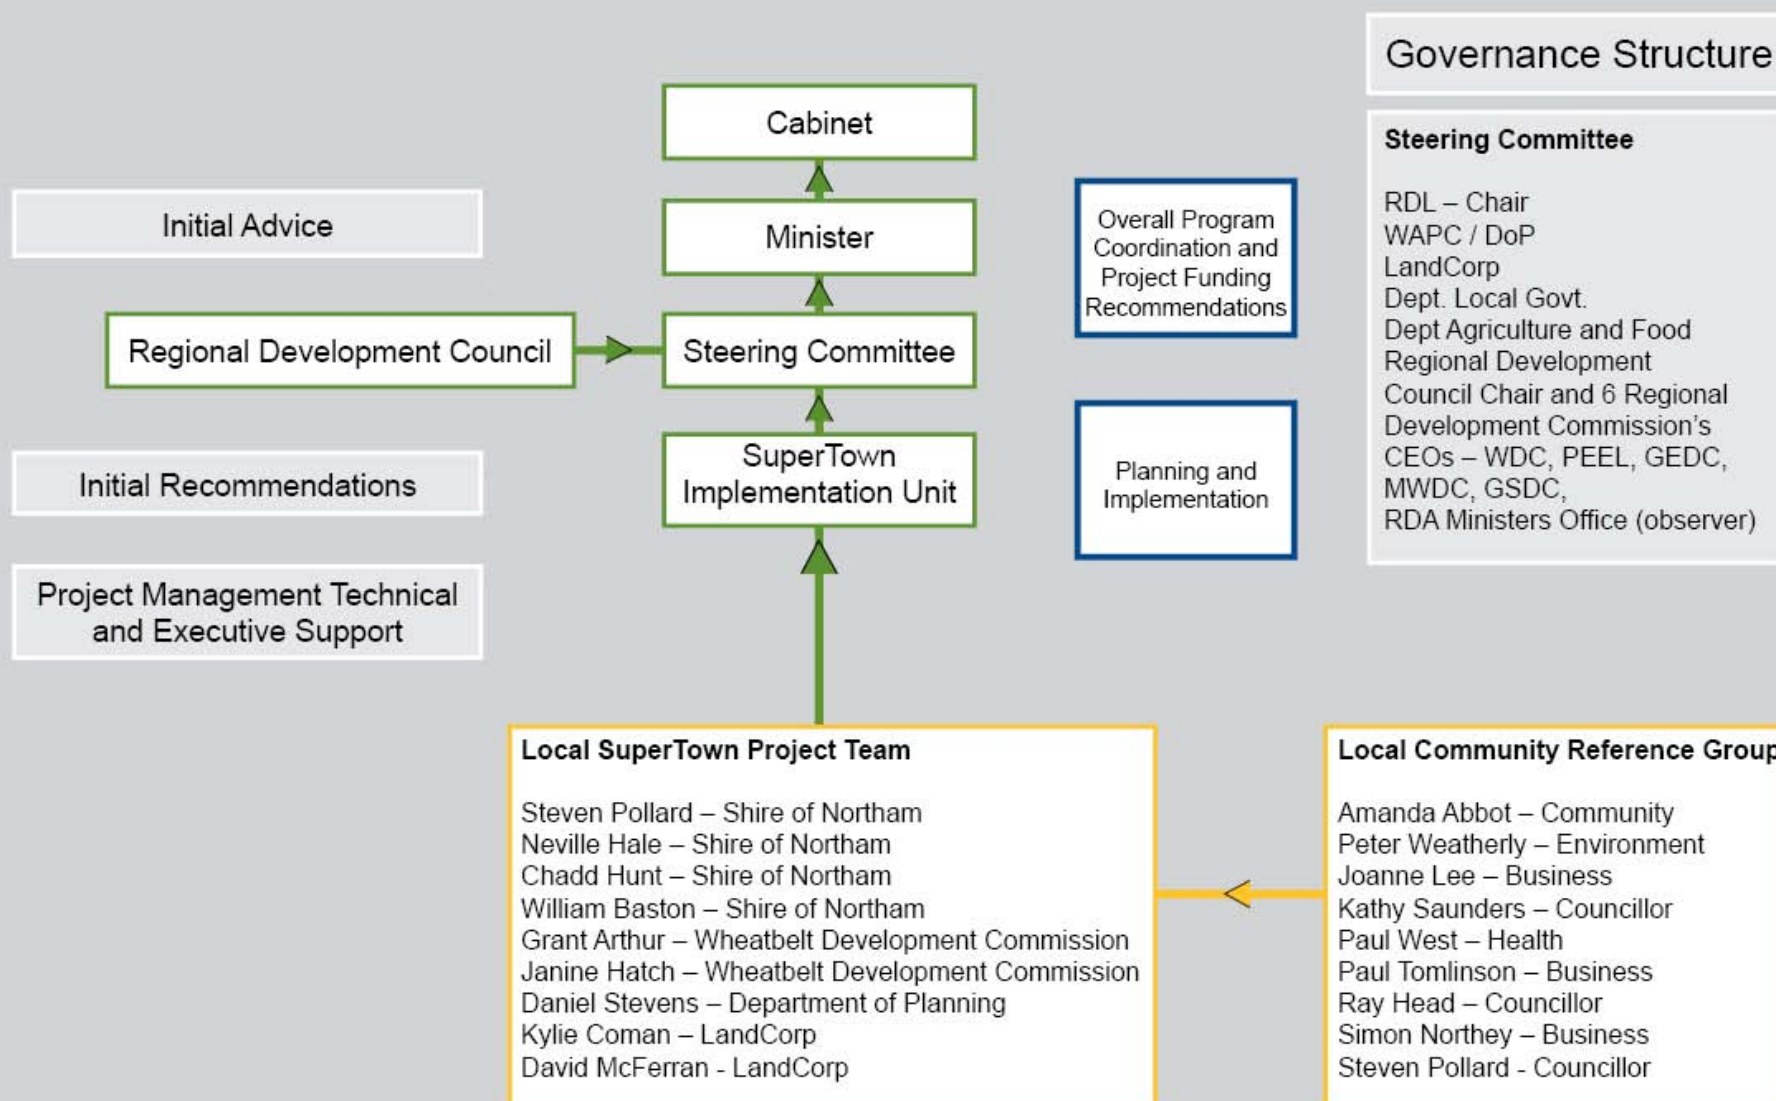 Governance Structure
Cabinet
Initial Advice
Minister
Overall Program
Coordination and
Project Funding
Recommendations
Regional Development Council
Steering Committee
Initial Recommendations
SuperTown
Implementation Unit
Planning and
Implementation
Project Management Technical
and Executive Support
Steering Committee
RDL – Chair
WAPC / DoP
LandCorp
Dept. Local Govt.
Dept Agriculture and Food
Regional Development
Council Chair and 6 Regional
Development Commission's
CEOs – WDC, PEEL, GEDC,
MWDC, GSDC,
RDA Ministers Office (observer)
Local SuperTown Project Team
Steven Pollard – Shire of Northam
Neville Hale – Shire of Northam
Chadd Hunt – Shire of Northam
William Baston – Shire of Northam
Grant Arthur – Wheatbelt Development Commission
Janine Hatch – Wheatbelt Development Commission
Daniel Stevens – Department of Planning
Kylie Coman – LandCorp
David McFerran - LandCorp
Local Community Reference Group
Amanda Abbot – Community
Peter Weatherly – Environment
Joanne Lee – Business
Kathy Saunders – Councillor
Paul West – Health
Paul Tomlinson – Business
Ray Head – Councillor
Simon Northey – Business
Steven Pollard - Councillor